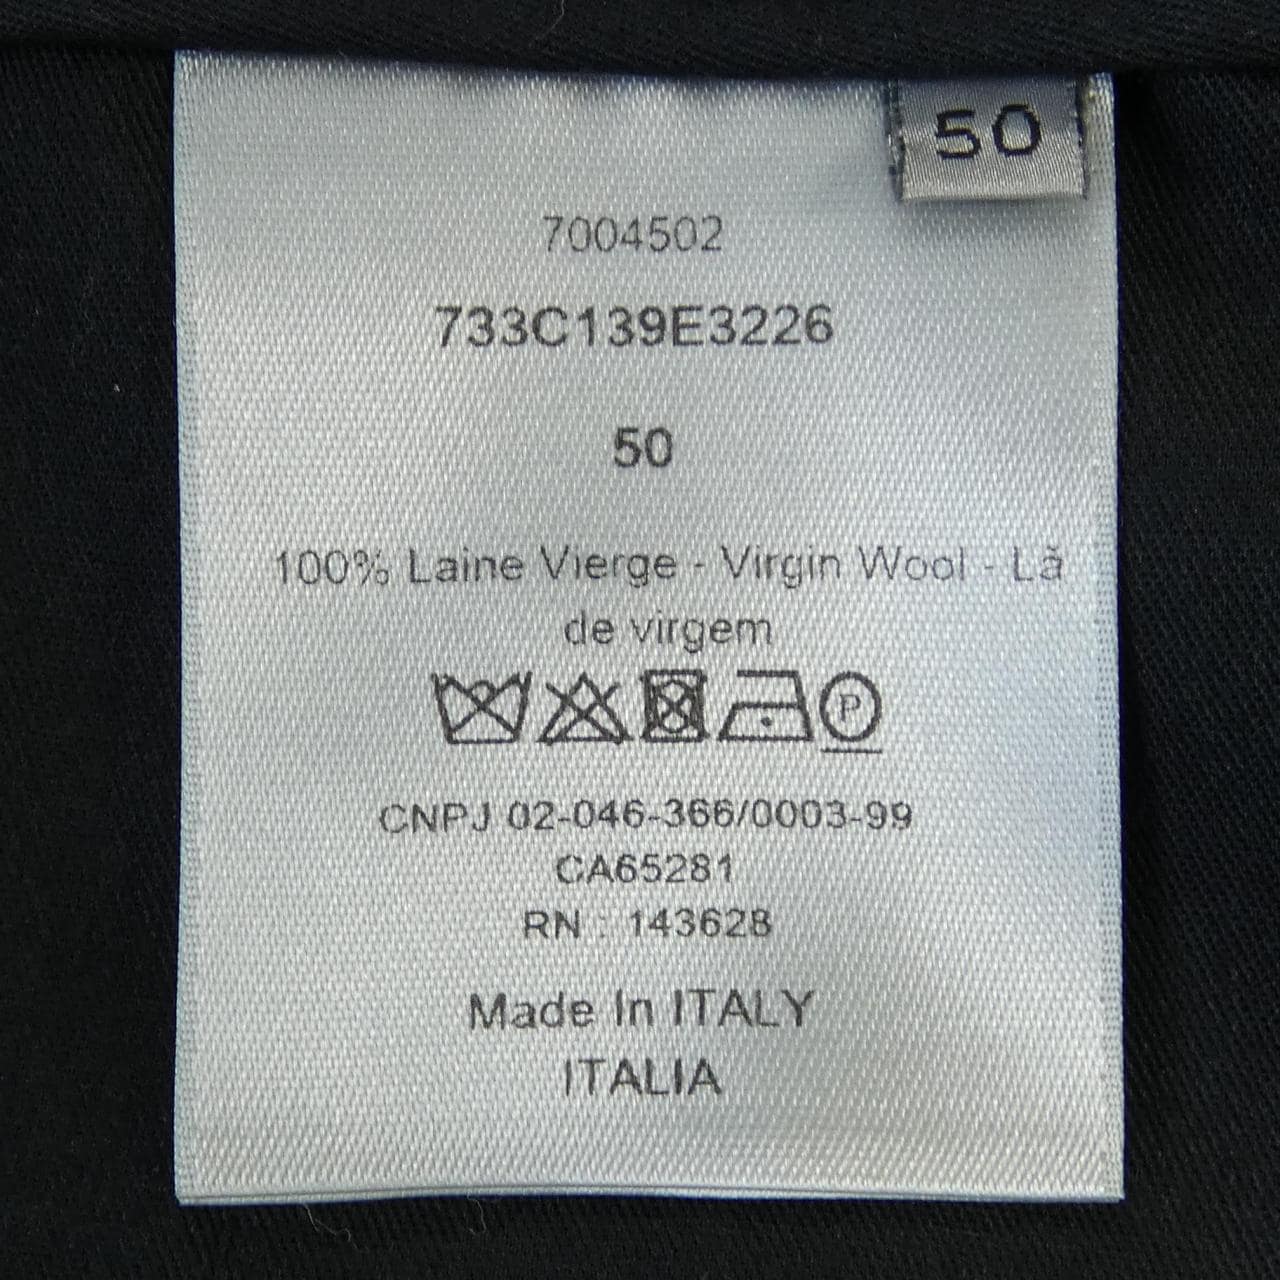 50
7004502
733C139E3226
50
100% Laine Vierge - Virgin Wool - Lă
de virgem
P
CNPJ 02-046-366/0003-99
CA65281
RN : 143628
Made In ITALY
ITALIA